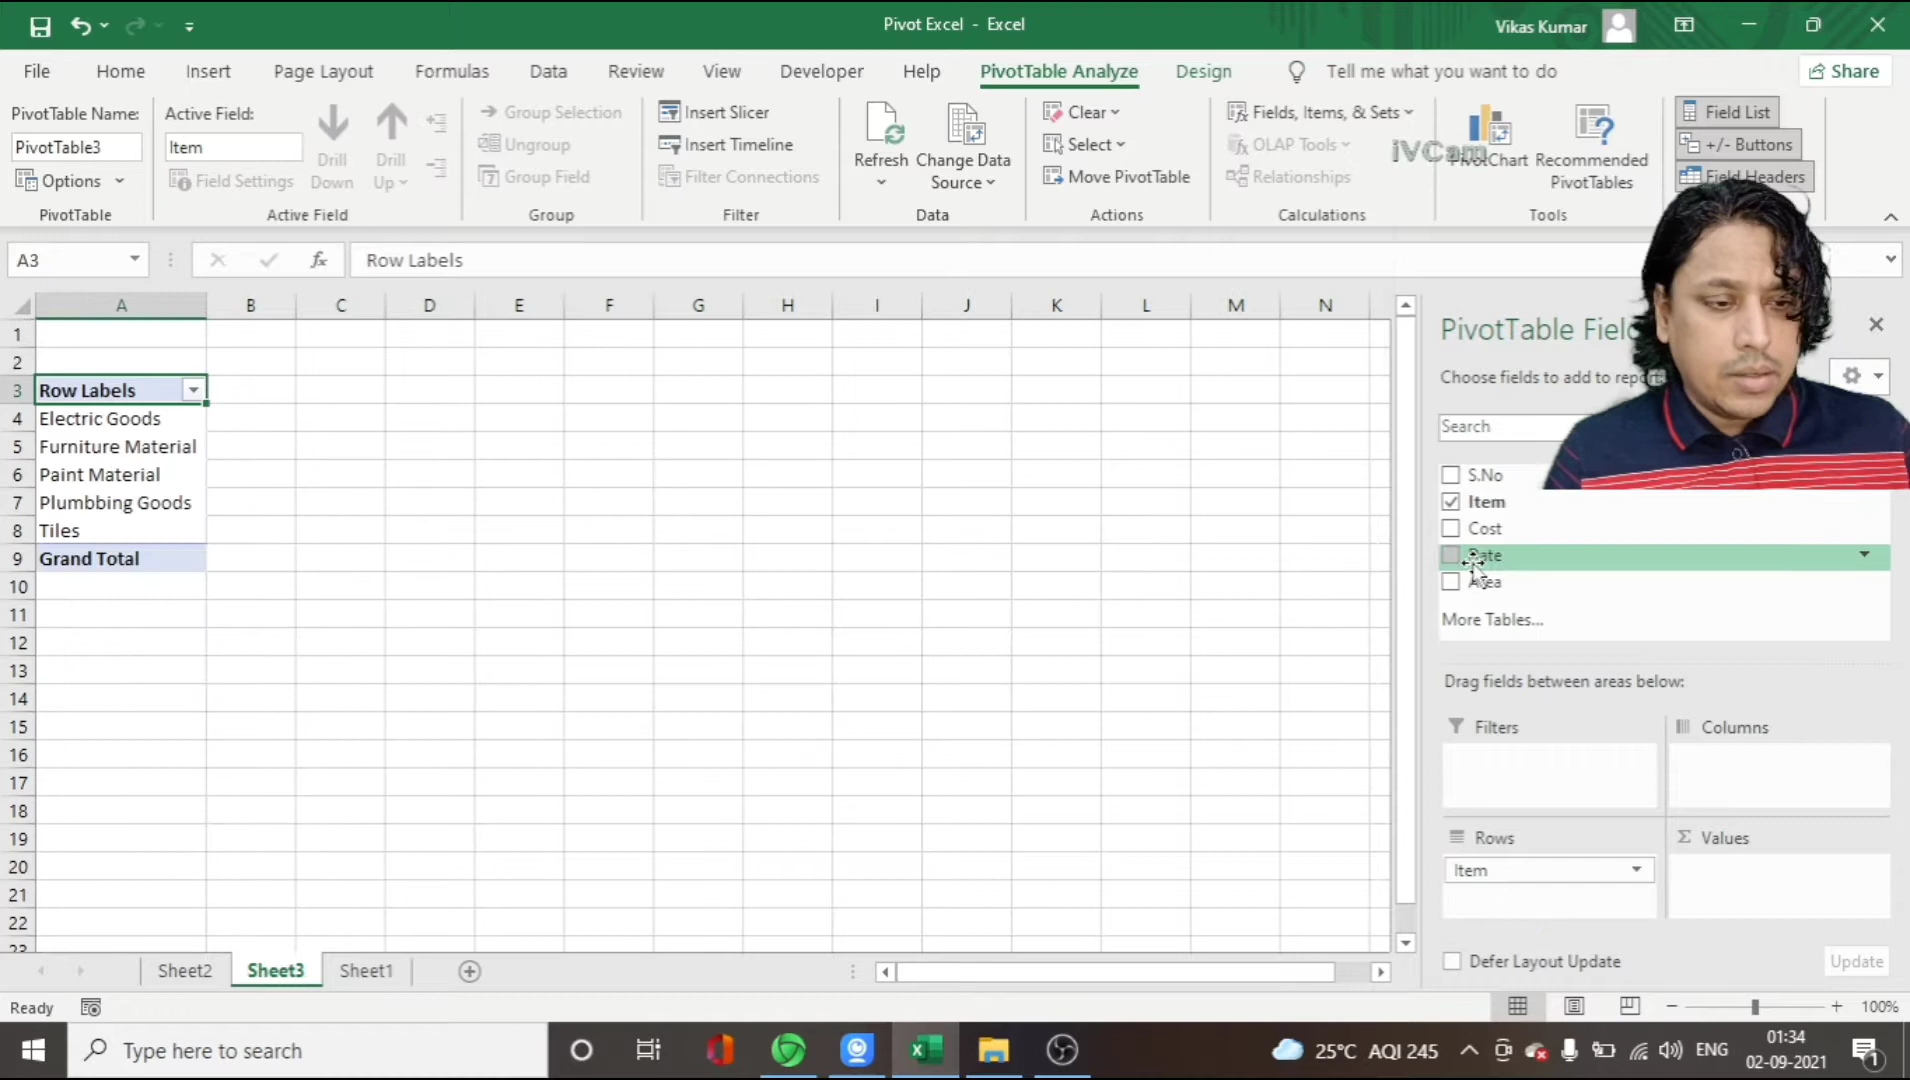 Pivot Excel - Excel
Vikas Kumar
File Home Insert Page Layout Formulas Data Review View Developer Help PivotTable Analyze Design Tell me what you want to do Share
PivotTable Name:
PivotTable3
Options
PivotTable
Active Field:
Item
Field Settings
Drill Down
Drill Up
Active Field
Group Selection
Ungroup
Group Field
Group
Insert Slicer
Insert Timeline
Filter Connections
Filter
Refresh
Change Data Source
Data
Clear
Select
Move PivotTable
Actions
Fields, Items, & Sets
OLAP Tools
Relationships
Calculations
iVCam
PivotChart
Recommended PivotTables
Tools
Field List
+/- Buttons
Field Headers
A3
fx
Row Labels
A B C D E F G H I J K L M N
1
2
3 Row Labels
4 Electric Goods
5 Furniture Material
6 Paint Material
7 Plumbbing Goods
8 Tiles
9 Grand Total
10
11
12
13
14
15
16
17
18
19
20
21
22
23
PivotTable
Choose fields to add to report
Search
S.No
Item
Cost
Date
Area
More Tables...
Drag fields between areas below:
Filters
Columns
Rows
Σ Values
Item
Defer Layout Update
Update
Sheet2 Sheet3 Sheet1
Ready
100%
Type here to search
25°C AQI 245
ENG
01:34
02-09-2021
1